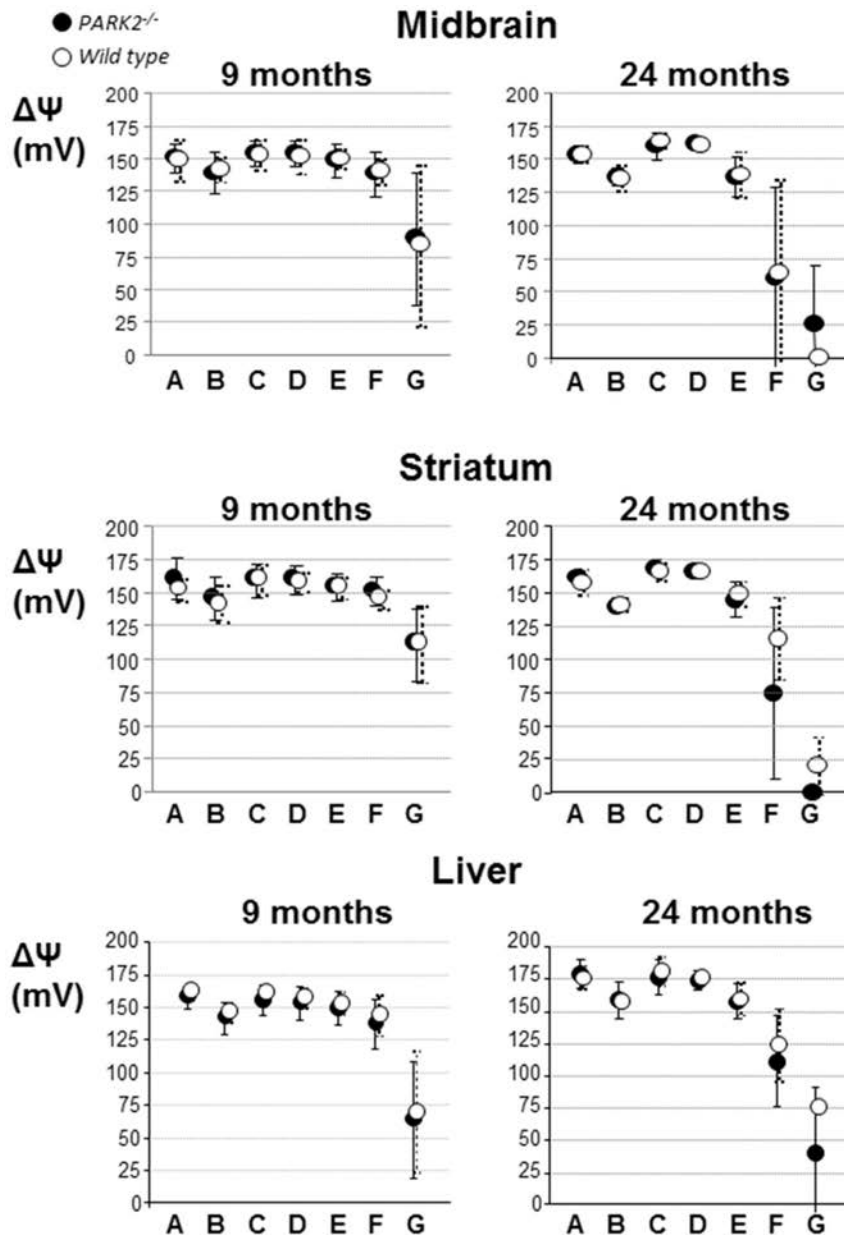 PARK2-/-
Wild type
Midbrain
9 months
24 months
ΔΨ
(mV)
200
175
150
125
100
75
50
25
0
A B C D E F G
200
175
150
125
100
75
50
25
0
A B C D E F G
Striatum
9 months
24 months
ΔΨ
(mV)
200
175
150
125
100
75
50
25
0
A B C D E F G
200
175
150
125
100
75
50
25
0
A B C D E F G
Liver
9 months
24 months
ΔΨ
(mV)
200
175
150
125
100
75
50
25
0
A B C D E F G
200
175
150
125
100
75
50
25
0
A B C D E F G